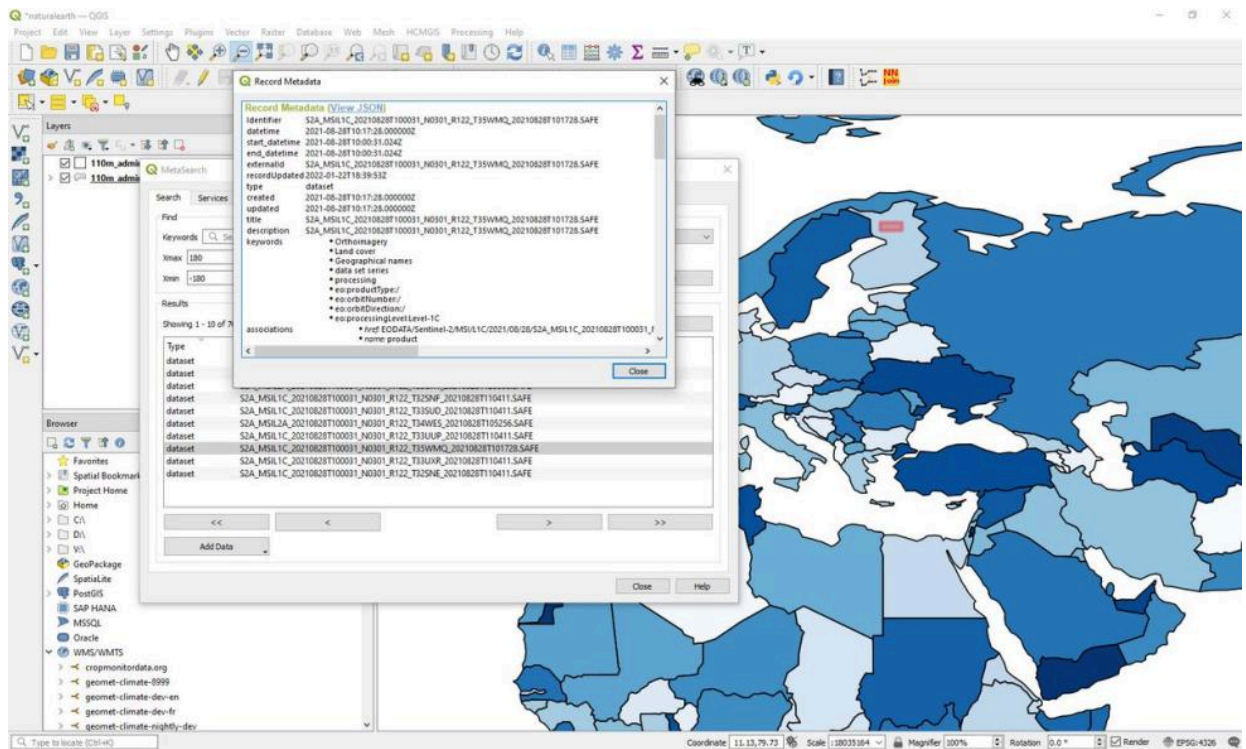 *naturalearth — QGIS
Project Edit View Layer Settings Plugins Vector Raster Database Web Mesh HCMGIS Processing Help
Layers
110m_admi
110m_admi
Browser
Favorites
Spatial Bookmark
Project Home
Home
C:\
D:\
V:\
GeoPackage
SpatiaLite
PostGIS
SAP HANA
MSSQL
Oracle
WMS/WMTS
cropmonitordata.org
geomet-climate-8999
geomet-climate-dev-en
geomet-climate-dev-fr
geomet-climate-nightly-dev
MetaSearch
Search Services
Find
Keywords Se
Xmax 180
Xmin -180
Results
Showing 1 - 10 of 7
Type
dataset
dataset
dataset
dataset S2A_MSIL1C_20210828T100031_N0301_R122_T32SNF_20210828T110411.SAFE
dataset S2A_MSIL1C_20210828T100031_N0301_R122_T33SUD_20210828T110411.SAFE
dataset S2A_MSIL2A_20210828T100031_N0301_R122_T34WES_20210828T105256.SAFE
dataset S2A_MSIL1C_20210828T100031_N0301_R122_T33UUP_20210828T110411.SAFE
dataset S2A_MSIL1C_20210828T100031_N0301_R122_T35WMQ_20210828T101728.SAFE
dataset S2A_MSIL1C_20210828T100031_N0301_R122_T33UXR_20210828T110411.SAFE
dataset S2A_MSIL1C_20210828T100031_N0301_R122_T32SNE_20210828T110411.SAFE
<< < > >>
Add Data
Close Help
Record Metadata
Record Metadata (View JSON)
Identifier S2A_MSIL1C_20210828T100031_N0301_R122_T35WMQ_20210828T101728.SAFE
datetime 2021-08-28T10:17:28.000000Z
start_datetime 2021-08-28T10:00:31.024Z
end_datetime 2021-08-28T10:00:31.024Z
externalId S2A_MSIL1C_20210828T100031_N0301_R122_T35WMQ_20210828T101728.SAFE
recordUpdated 2022-01-22T18:39:53Z
type dataset
created 2021-08-28T10:17:28.000000Z
updated 2021-08-28T10:17:28.000000Z
title S2A_MSIL1C_20210828T100031_N0301_R122_T35WMQ_20210828T101728.SAFE
description S2A_MSIL1C_20210828T100031_N0301_R122_T35WMQ_20210828T101728.SAFE
keywords • Orthoimagery
• Land cover
• Geographical names
• data set series
• processing
• eo:productType:/
• eo:orbitNumber:/
• eo:orbitDirection:/
• eo:processingLevel:Level-1C
associations • href: EODATA/Sentinel-2/MSI/L1C/2021/08/28/S2A_MSIL1C_20210828T100031_
• name: product
Close
NN
join
Type to locate (Ctrl+K)
Coordinate 11.13,79.73 Scale 1:18035164 Magnifier 100% Rotation 0.0 ° Render EPSG:4326